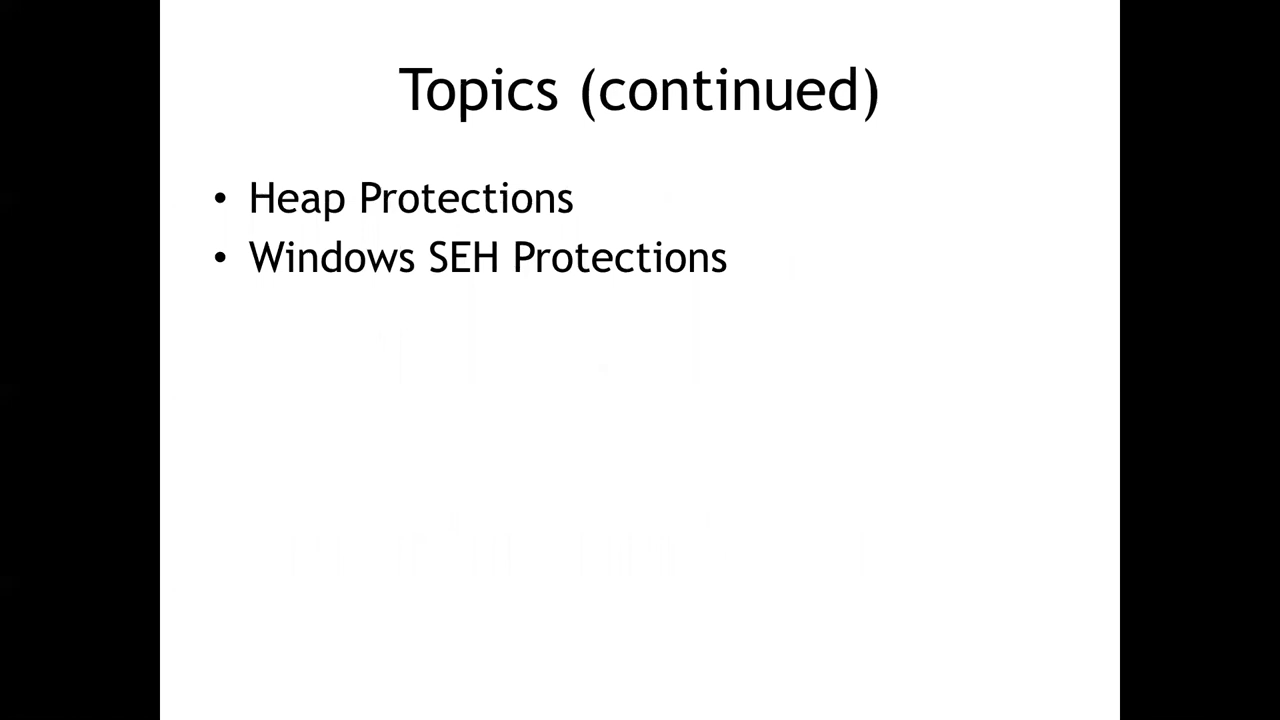 Topics (continued)
• Heap Protections
• Windows SEH Protections